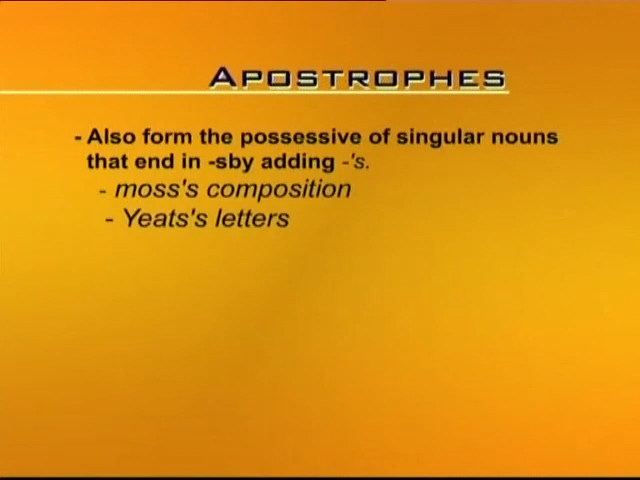 APOSTROPHES
- Also form the possessive of singular nouns
that end in -sby adding -'s.
- moss's composition
- Yeats's letters